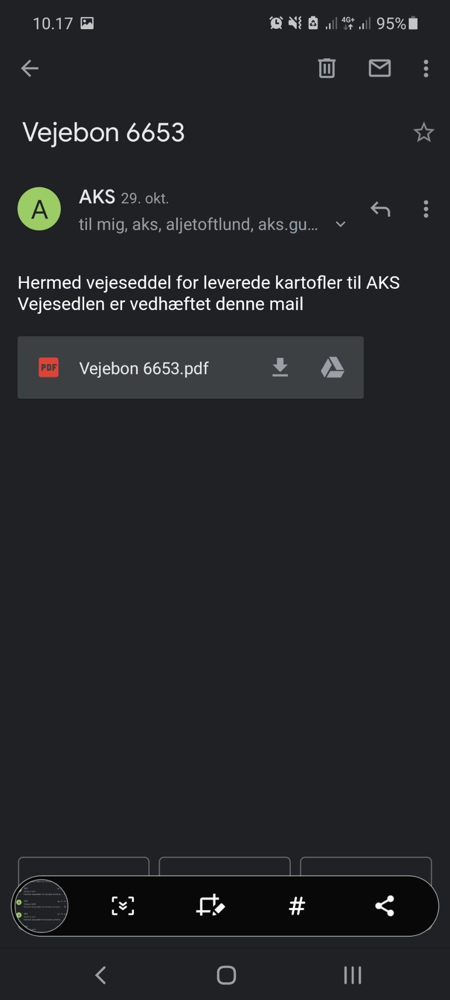 10.17
4G+
95%
Vejebon 6653
A
AKS 29. okt.
til mig, aks, aljetoftlund, aks.gu...
Hermed vejeseddel for leverede kartofler til AKS
Vejesedlen er vedhæftet denne mail
PDF
Vejebon 6653.pdf
#